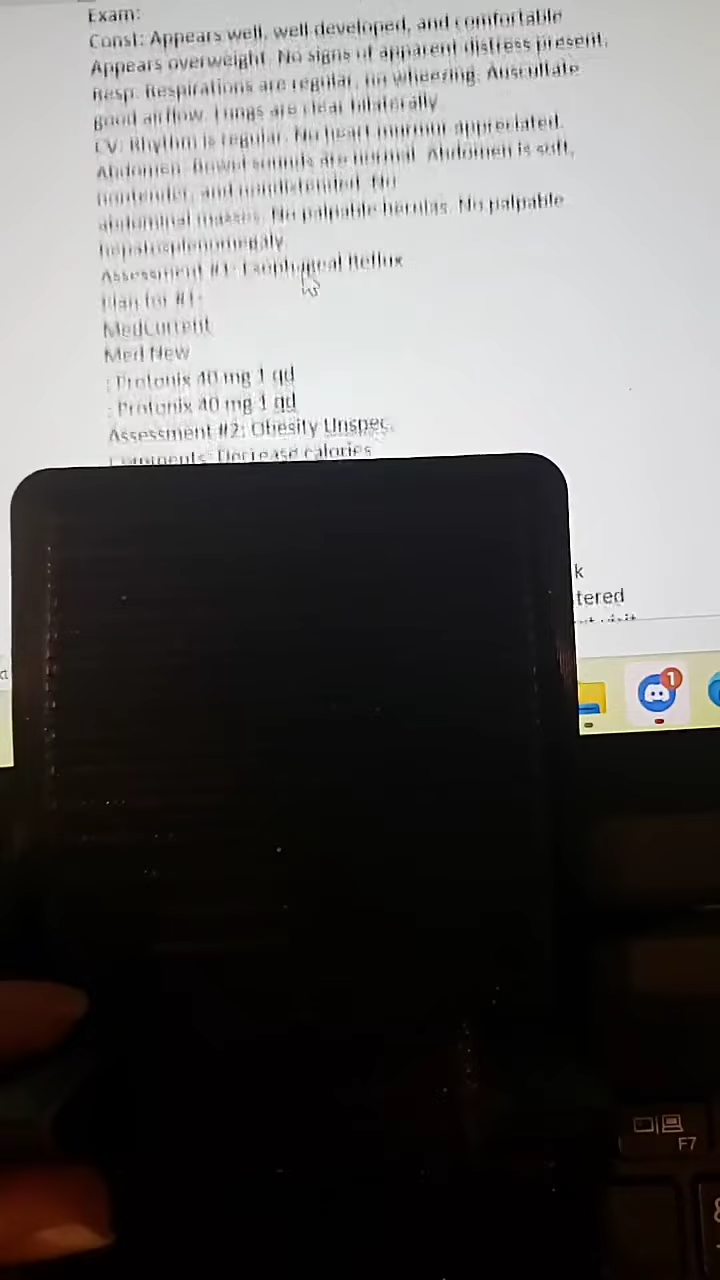 Exam:
Const: Appears well, well developed, and comfortable
Appears overweight. No signs of apparent distress present.
Resp: Respirations are regular, no wheezing. Auscultate
good airflow. Lungs are clear bilaterally
CV: Rhythm is regular. No heart murmur appreciated.
Abdomen: Bowel sounds are normal. Abdomen is soft,
nontender, and nondistended. No
abdominal masses. No palpable hernias. No palpable
hepatosplenomegaly.
Assessment #1: Esophageal Reflux
Plan for #1:
MedCurrent
Med New
: Protonix 40 mg 1 qd
: Protonix 40 mg 1 qd
Assessment #2: Obesity Unspec.
Comments: Decrease calories
k
tered
visit
1
F7